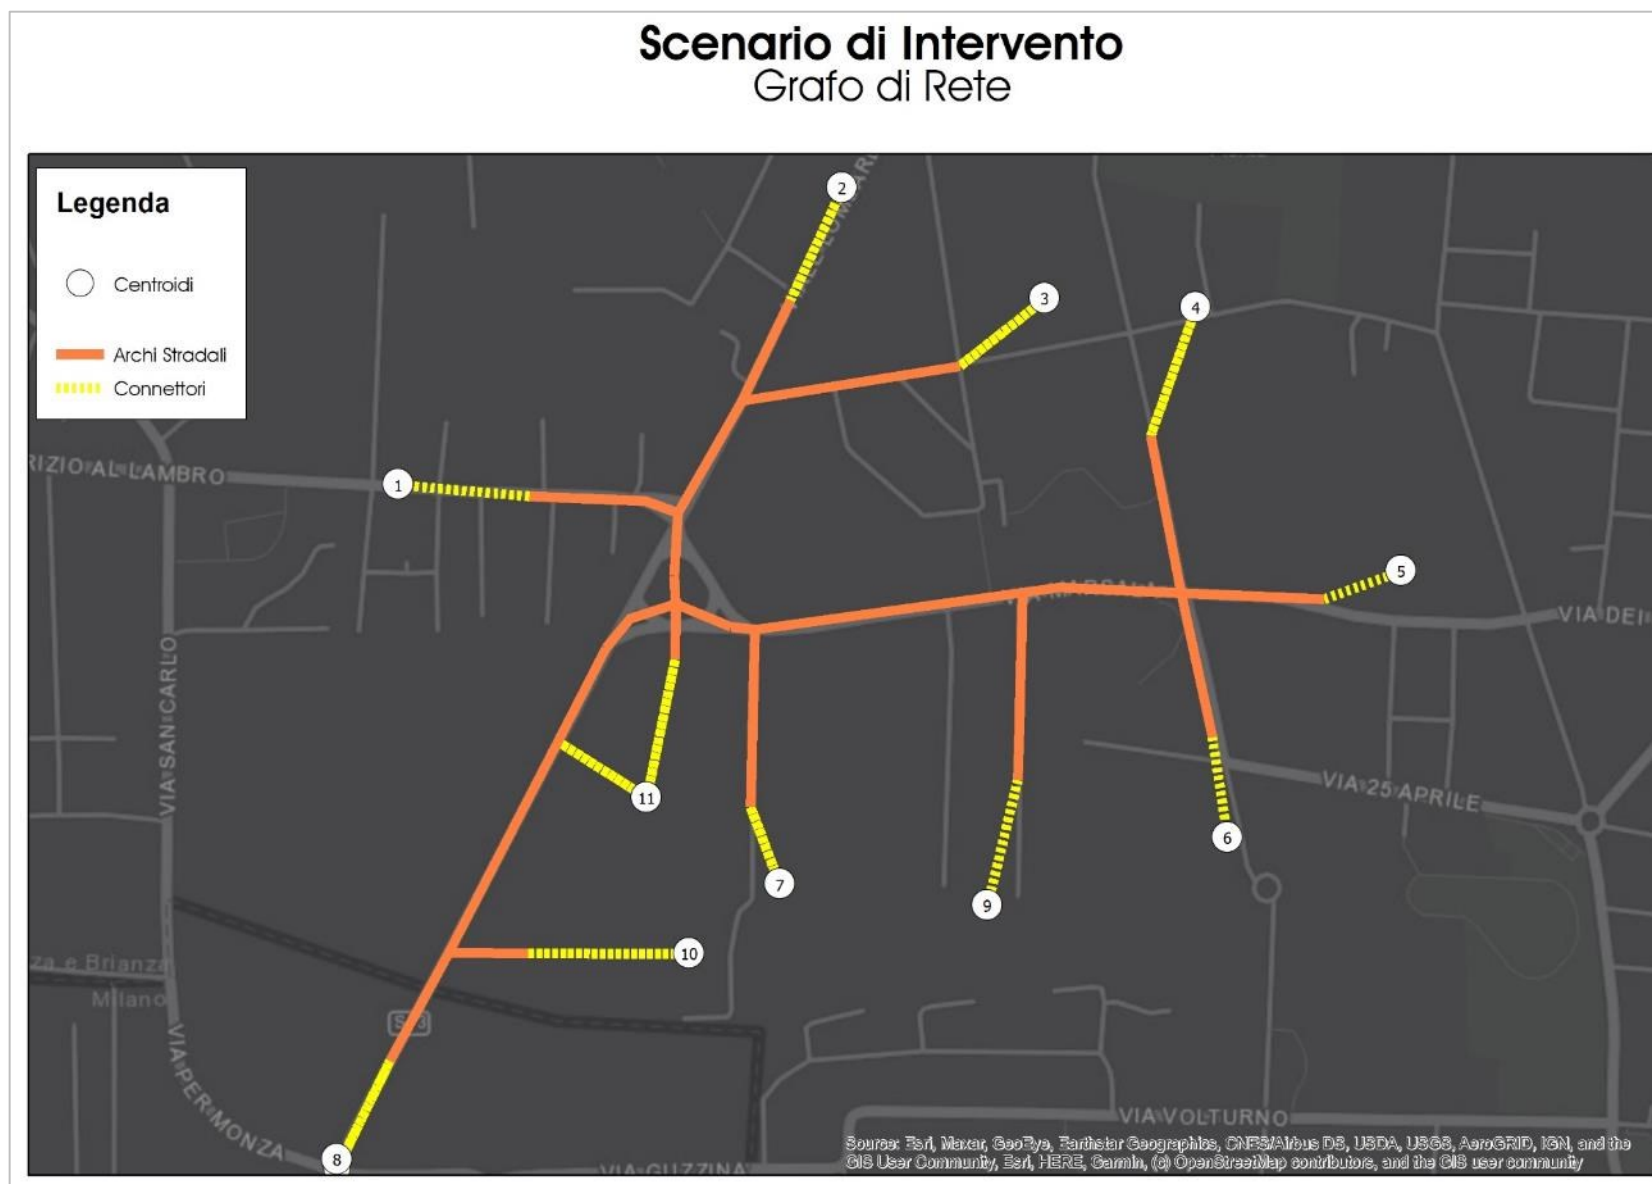 Scenario di Intervento
Grafo di Rete
Legenda
Centroidi
Archi Stradali
Connettori
2
3
4
RIZIO AL LAMBRO
1
5
VIA DEI
VIA SAN CARLO
VIA 25 APRILE
11
6
7
9
10
za e Brianza
Milano
VIA PER MONZA
VIA VOLTURNO
8
VIA GUZZINA
Source: Esri, Maxar, GeoEye, Earthstar Geographics, CNES/Airbus DS, USDA, USGS, AeroGRID, IGN, and the
GIS User Community, Esri, HERE, Garmin, (c) OpenStreetMap contributors, and the GIS user community